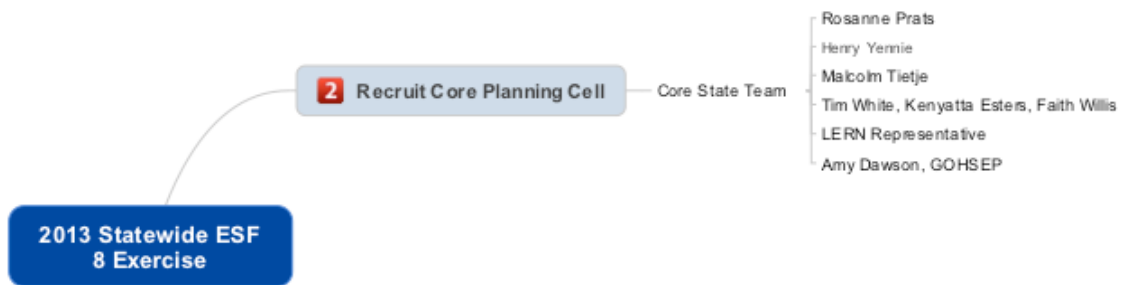 Rosanne Prats
Henry Yennie
2 Recruit Core Planning Cell
Core State Team
Malcolm Tietje
Tim White, Kenyatta Esters, Faith Willis
LERN Representative
Amy Dawson, GOHSEP
2013 Statewide ESF
8 Exercise